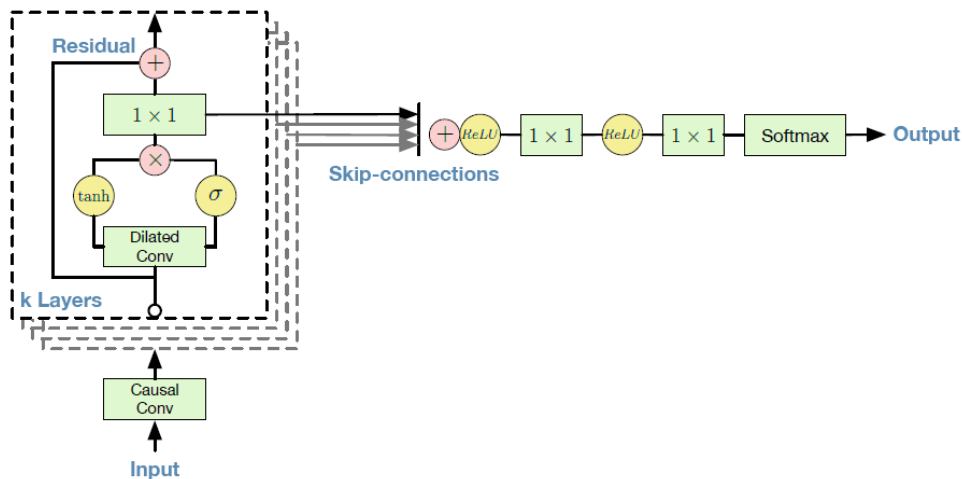 Residual
+
1 × 1
×
tanh
σ
Dilated
Conv
k Layers
Causal
Conv
Input
Skip-connections
+
ReLU
1 × 1
ReLU
1 × 1
Softmax
Output